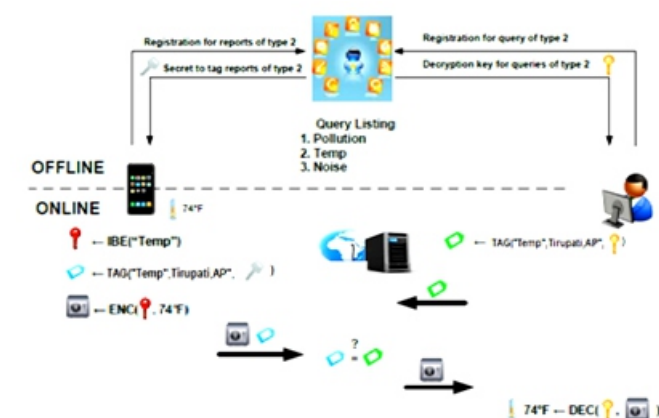 Registration for reports of type 2
Registration for query of type 2
Secret to tag reports of type 2
Decryption key for queries of type 2
Query Listing
1. Pollution
2. Temp
3. Noise
OFFLINE
ONLINE
74°F
← IBE("Temp")
← TAG("Temp",Tirupati,AP", )
← TAG("Temp",Tirupati,AP", )
← ENC( , 74°F)
?
=
74°F ← DEC( , )